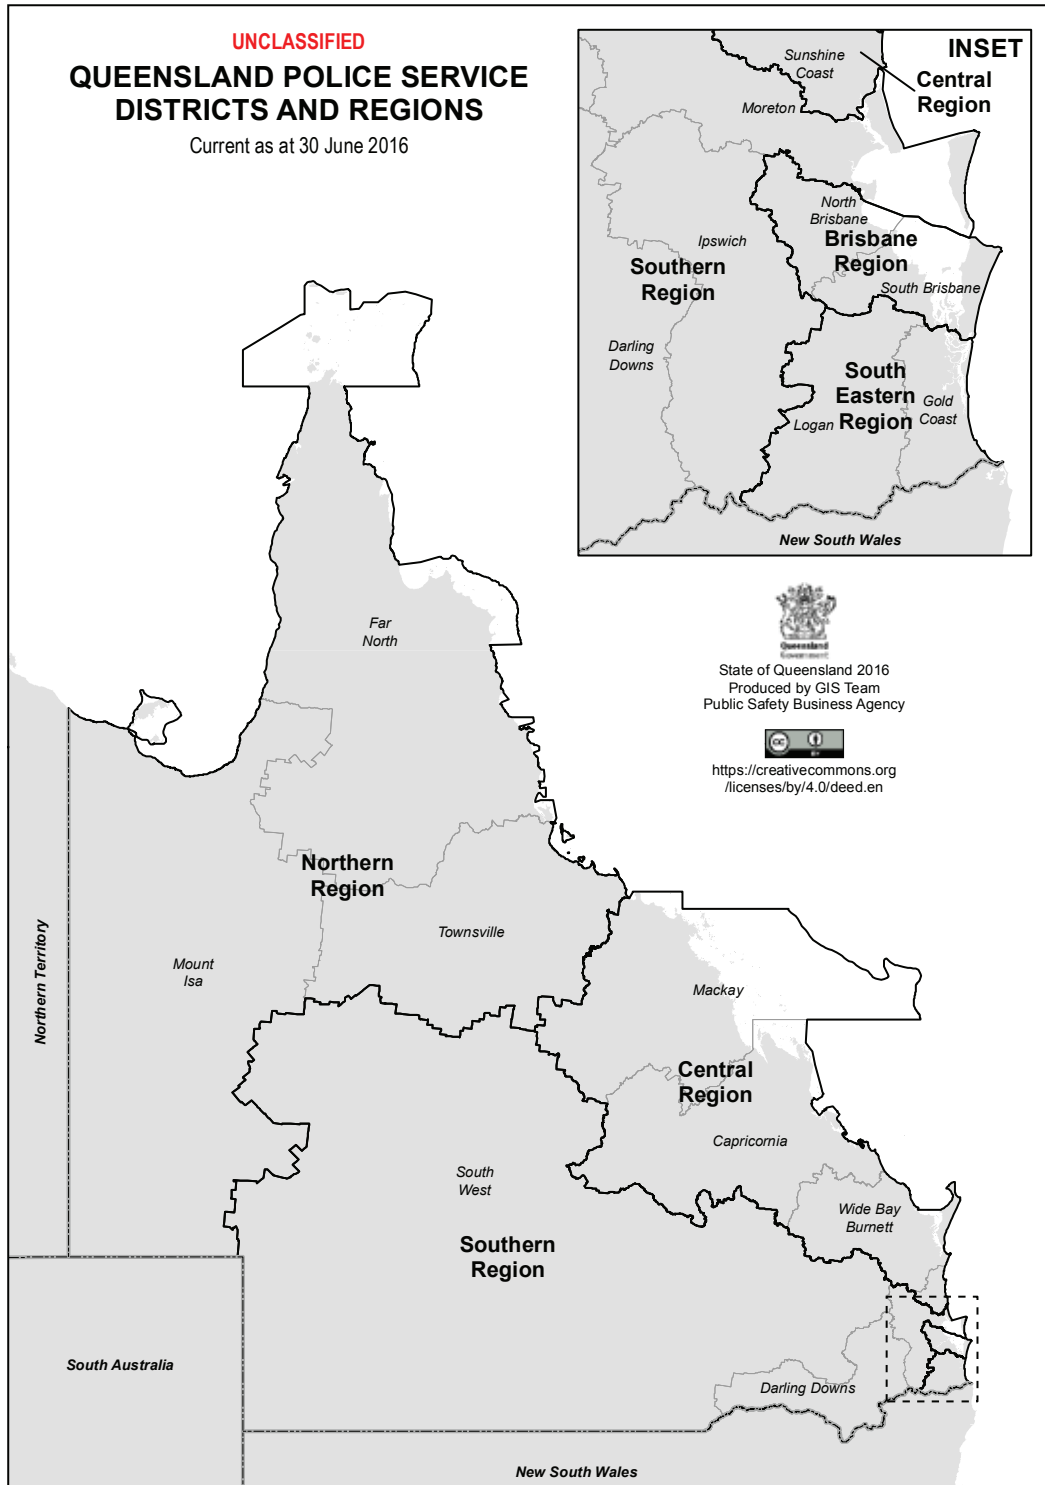 UNCLASSIFIED
QUEENSLAND POLICE SERVICE
DISTRICTS AND REGIONS
Current as at 30 June 2016
INSET
Sunshine
Coast
Central
Region
Moreton
North
Brisbane
Brisbane
Region
Ipswich
Southern
Region
South Brisbane
Darling
Downs
South
Eastern
Region
Gold
Coast
Logan
New South Wales
Queensland
Government
State of Queensland 2016
Produced by GIS Team
Public Safety Business Agency
cc
BY
https://creativecommons.org
/licenses/by/4.0/deed.en
Far
North
Northern
Region
Townsville
Mount
Isa
Northern Territory
Mackay
Central
Region
Capricornia
South
West
Wide Bay
Burnett
Southern
Region
South Australia
Darling Downs
New South Wales